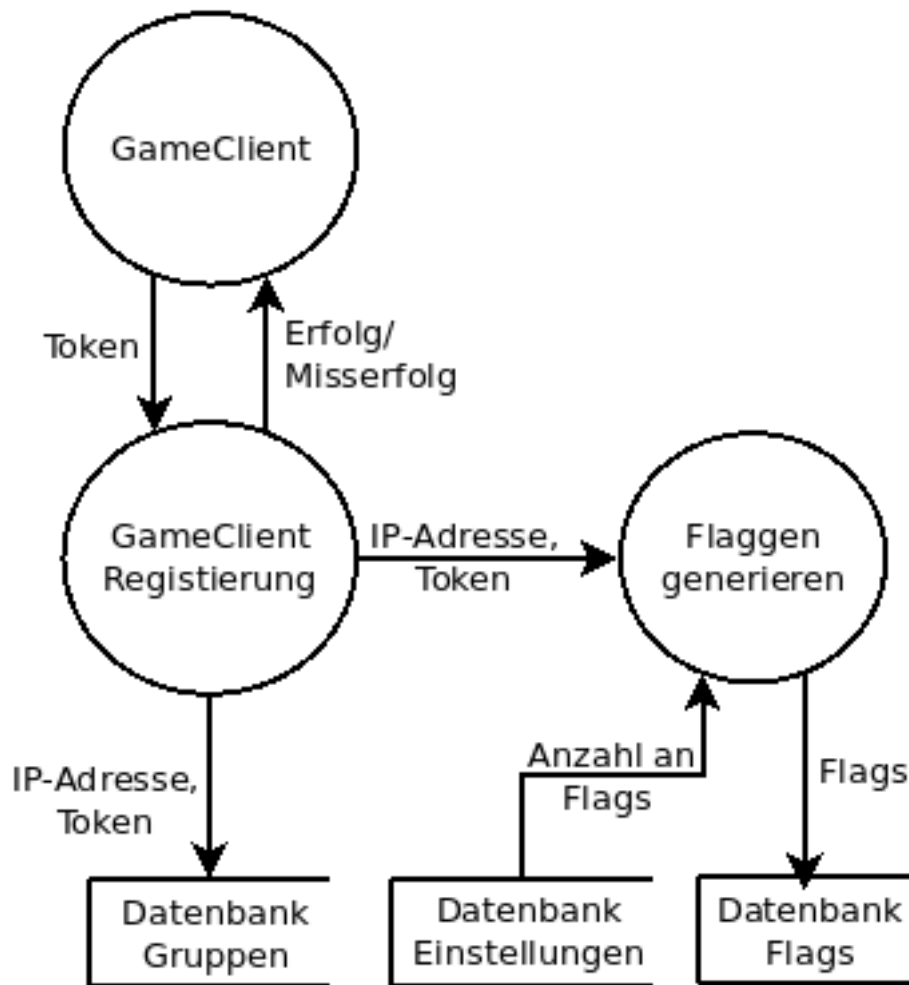 GameClient
Token
Erfolg/
Misserfolg
GameClient
Registierung
IP-Adresse,
Token
Flaggen
generieren
IP-Adresse,
Token
Anzahl an
Flags
Flags
Datenbank
Gruppen
Datenbank
Einstellungen
Datenbank
Flags